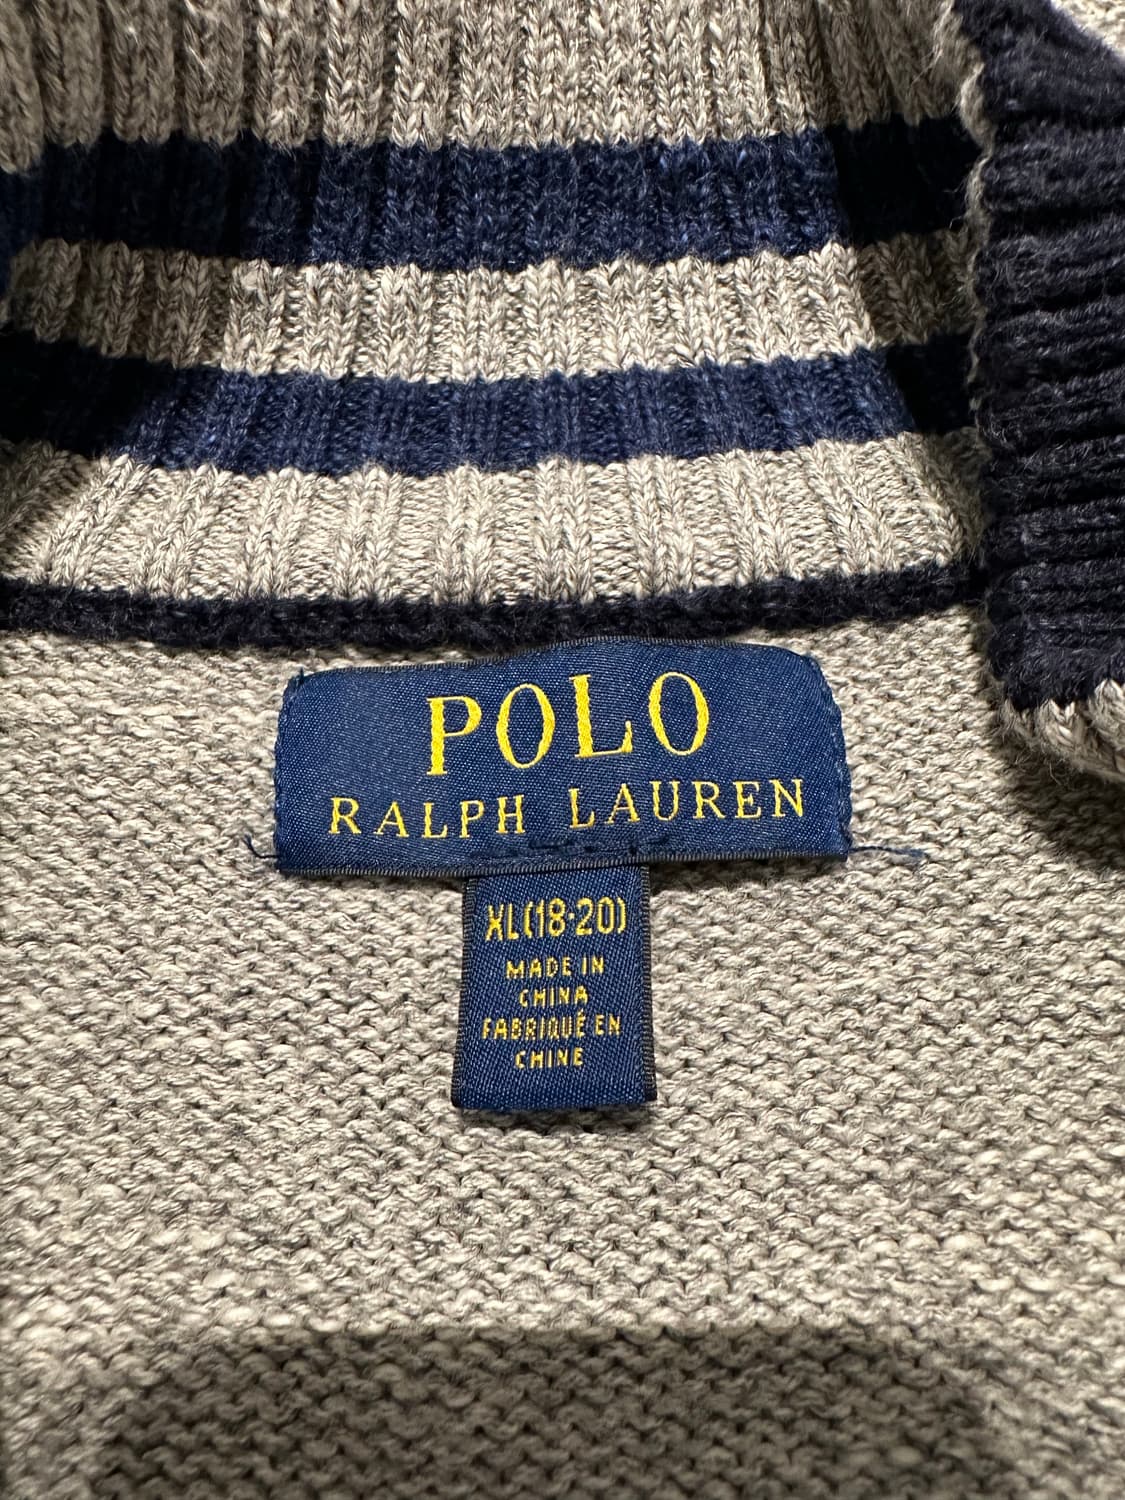 POLO
RALPH LAUREN
XL(18-20)
MADE IN
CHINA
FABRIQUÉ EN
CHINE